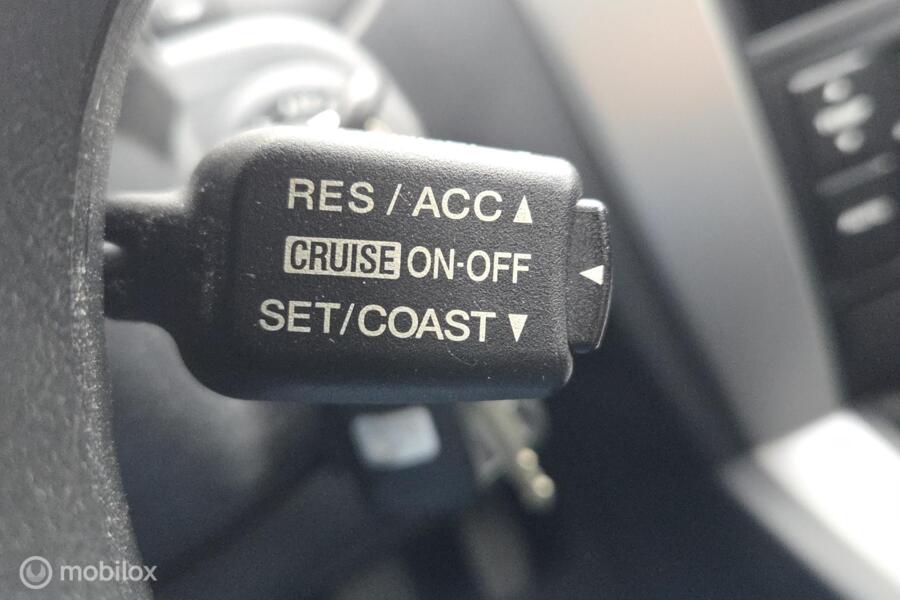 RES / ACC ▲
CRUISE ON-OFF ◀
SET/COAST ▼
mobilox